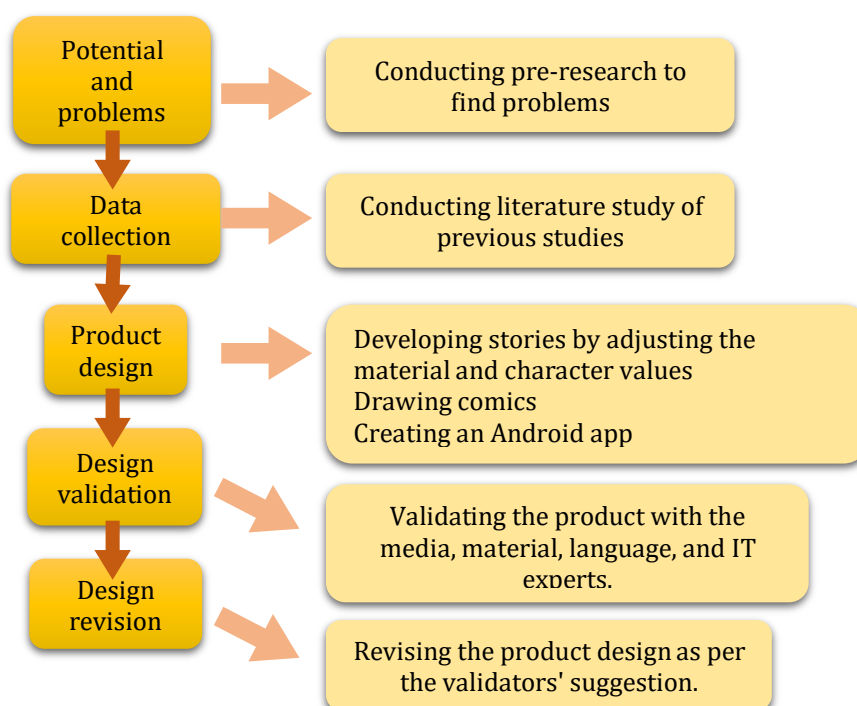 Potential
and
problems
Conducting pre-research to
find problems
Data
collection
Conducting literature study of
previous studies
Product
design
Developing stories by adjusting the
material and character values
Drawing comics
Creating an Android app
Design
validation
Validating the product with the
media, material, language, and IT
experts.
Design
revision
Revising the product design as per
the validators' suggestion.